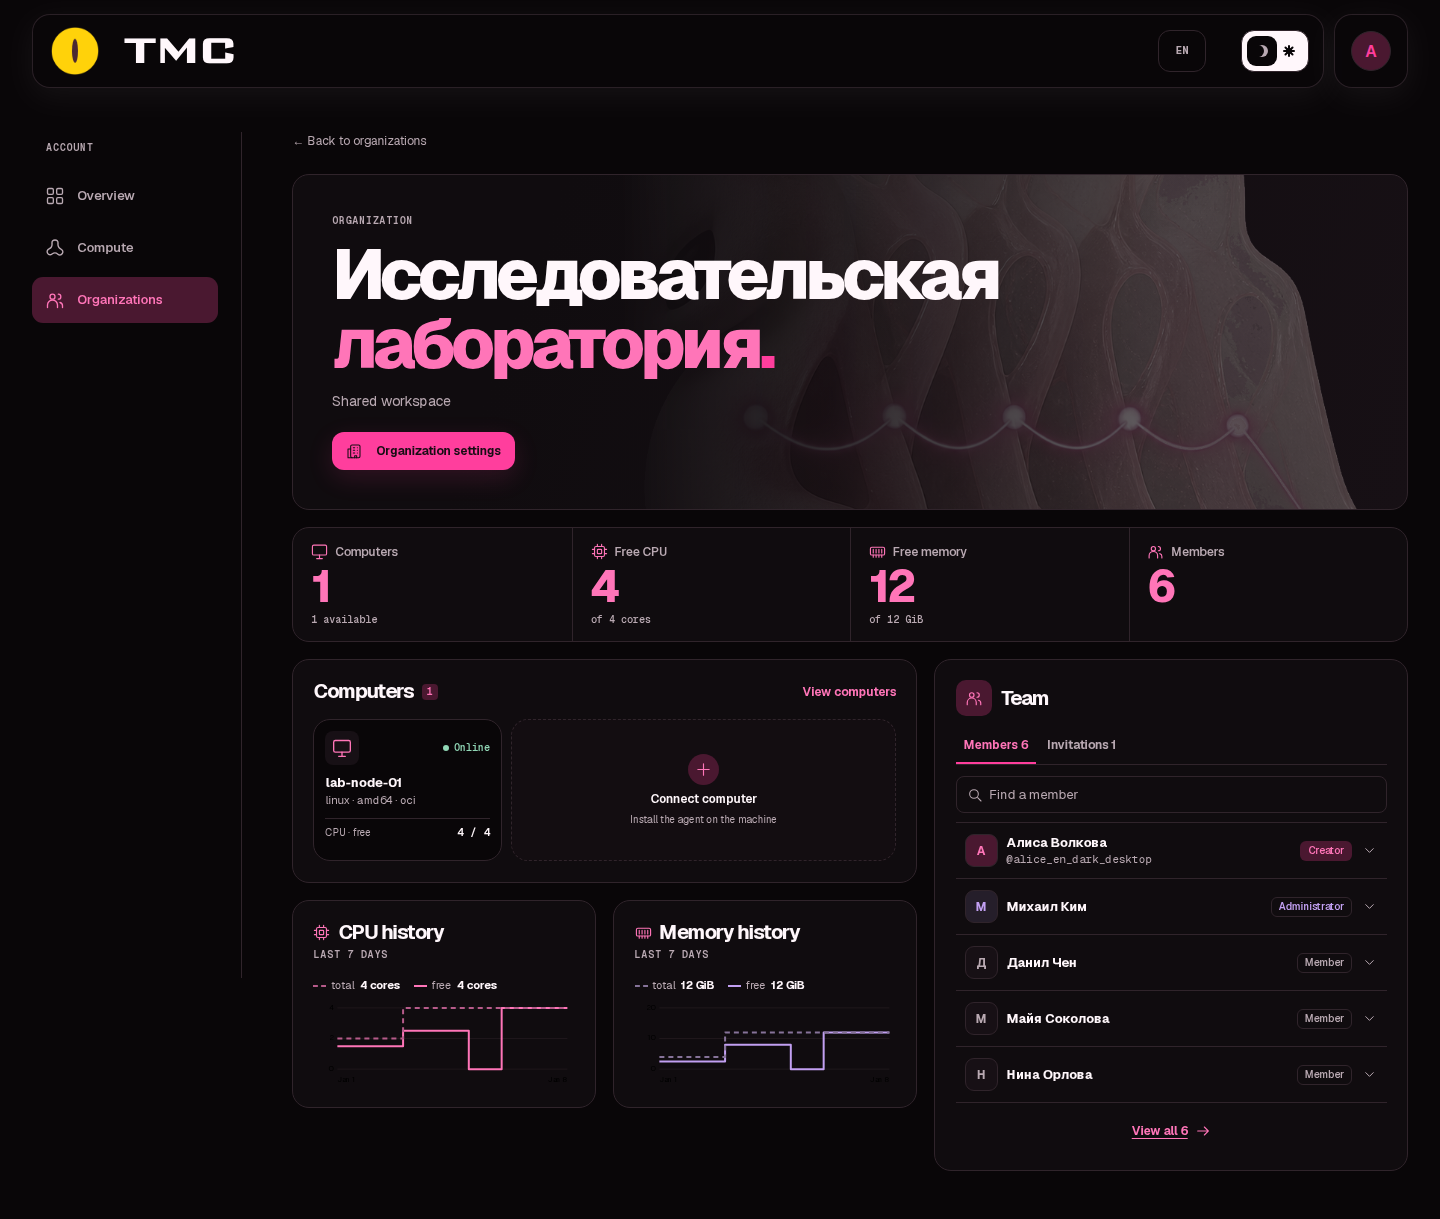 TMC
EN
A
ACCOUNT
Overview
Compute
Organizations
← Back to organizations
ORGANIZATION
Исследовательская
лаборатория.
Shared workspace
Organization settings
Computers
1
1 available
Free CPU
4
of 4 cores
Free memory
12
of 12 GiB
Members
6
Computers 1
View computers
Online
lab-node-01
linux · amd64 · oci
CPU · free 4 / 4
Connect computer
Install the agent on the machine
CPU history
LAST 7 DAYS
total 4 cores free 4 cores
Memory history
LAST 7 DAYS
total 12 GiB free 12 GiB
Team
Members 6 Invitations 1
Find a member
A
Алиса Волкова
@alice_en_dark_desktop
Creator
М
Михаил Ким
Administrator
Д
Данил Чен
Member
М
Майя Соколова
Member
Н
Нина Орлова
Member
View all 6 →